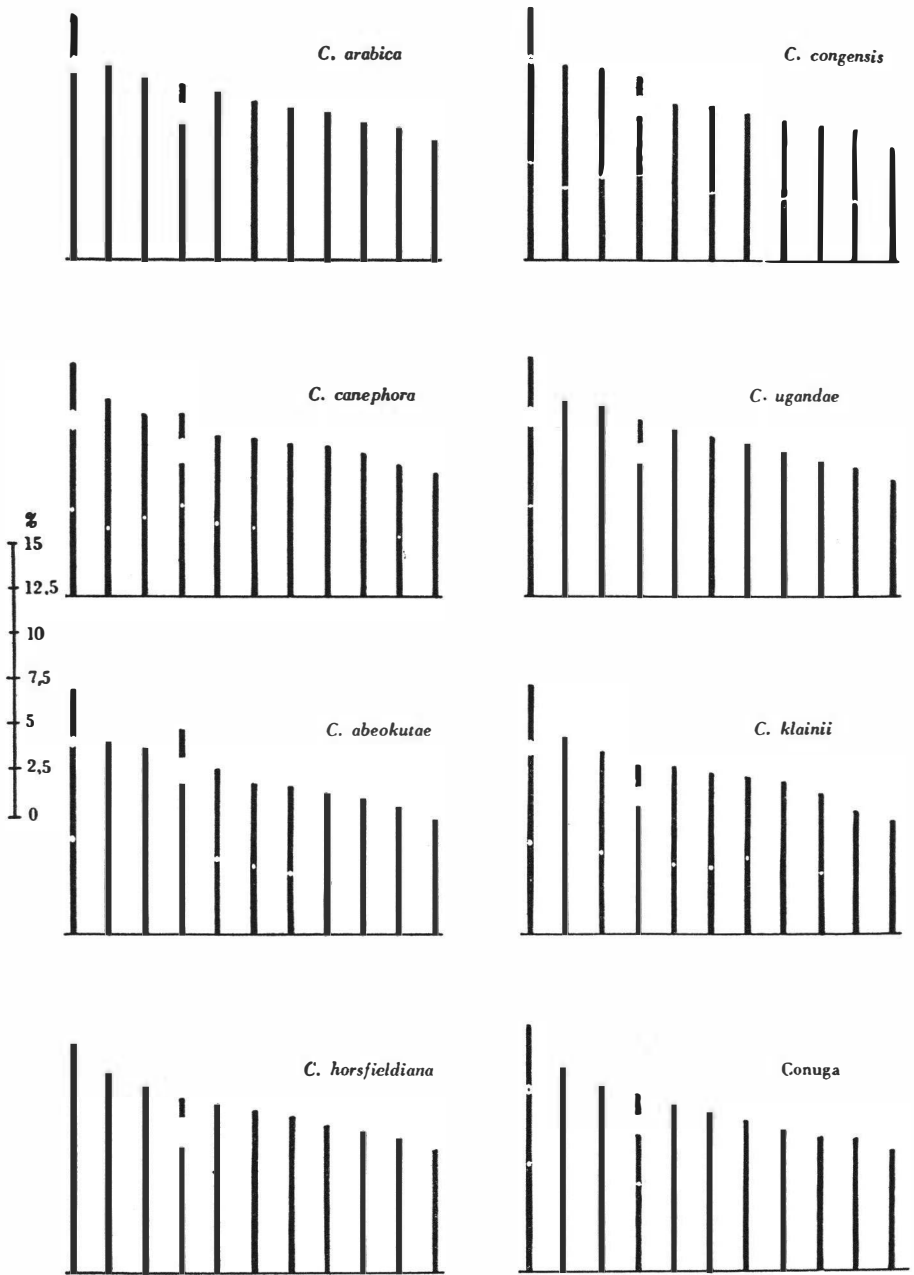 C. arabica
C. congensis
C. canephora
C. ugandae
%
15
12,5
10
7,5
5
2,5
0
C. abeokutae
C. klainii
C. horsfieldiana
Conuga